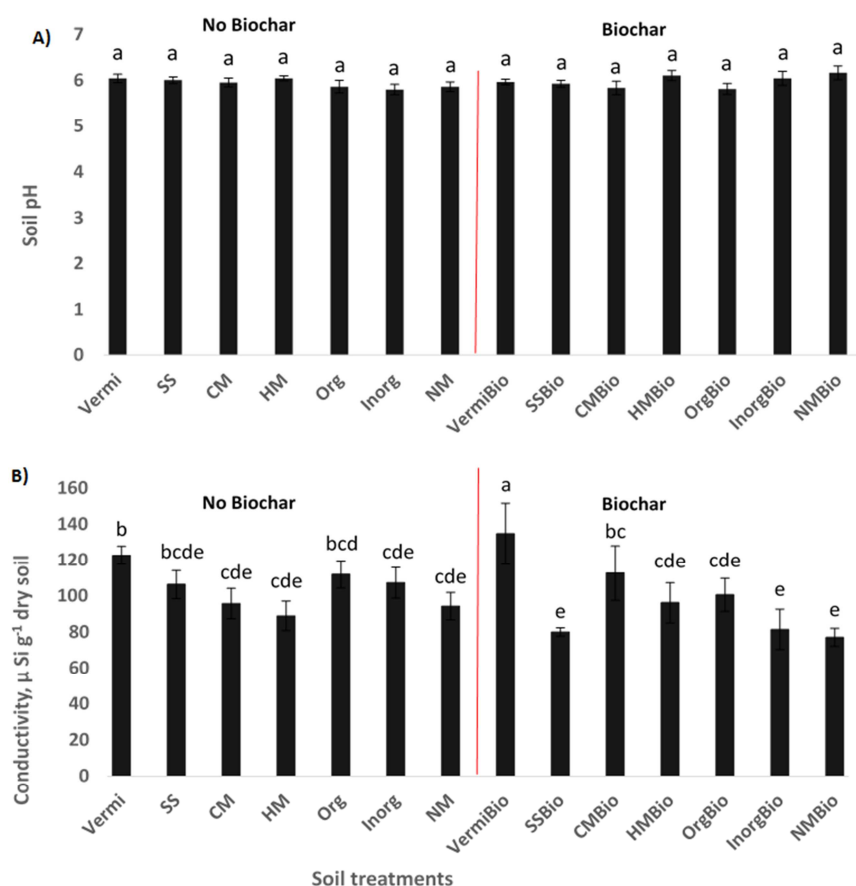 A)
No Biochar
Biochar
7
6
5
4
3
2
1
0
Soil pH
a a a a a a a a a a a a a a
Vermi SS CM HM Org Inorg NM VermiBio SSBio CMBio HMBio OrgBio InorgBio NMBio
B)
No Biochar
Biochar
160
140
120
100
80
60
40
20
0
Conductivity, µ Si g⁻¹ dry soil
b bcde cde cde bcd cde cde a e bc cde cde e e
Vermi SS CM HM Org Inorg NM VermiBio SSBio CMBio HMBio OrgBio InorgBio NMBio
Soil treatments